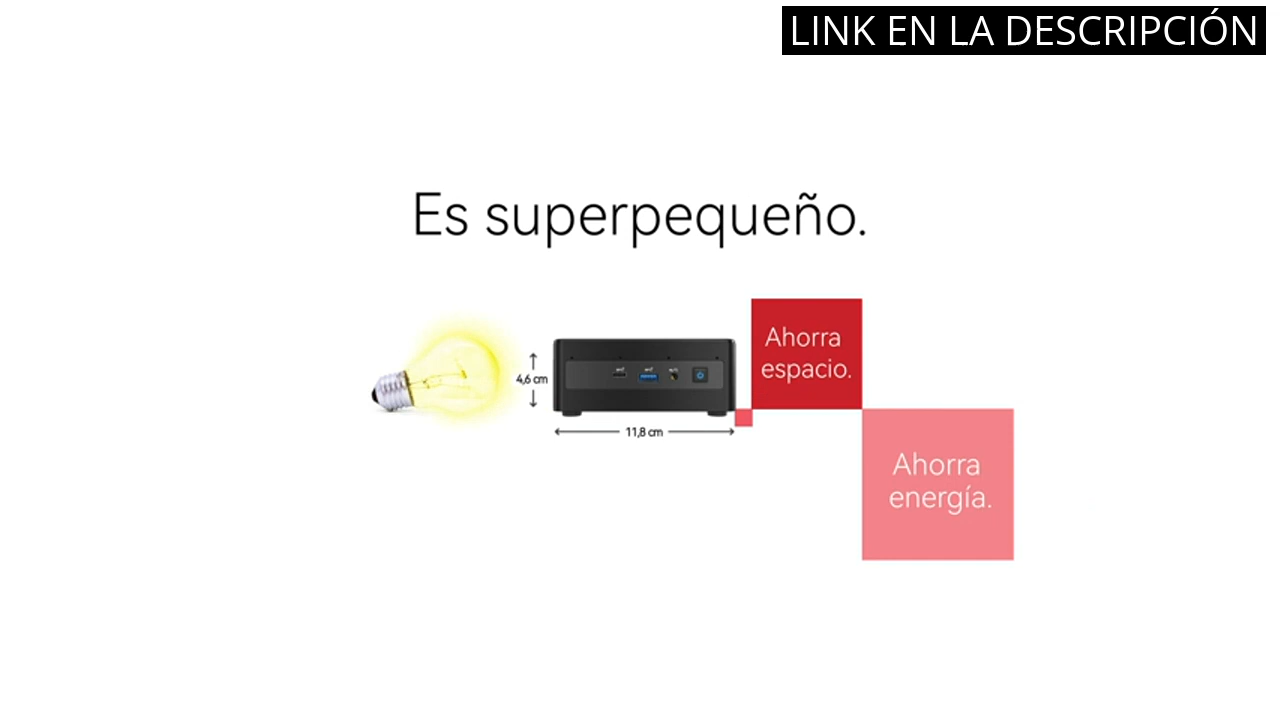 LINK EN LA DESCRIPCIÓN
Es superpequeño.
Ahorra
espacio.
4,6 cm
11,8 cm
Ahorra
energía.